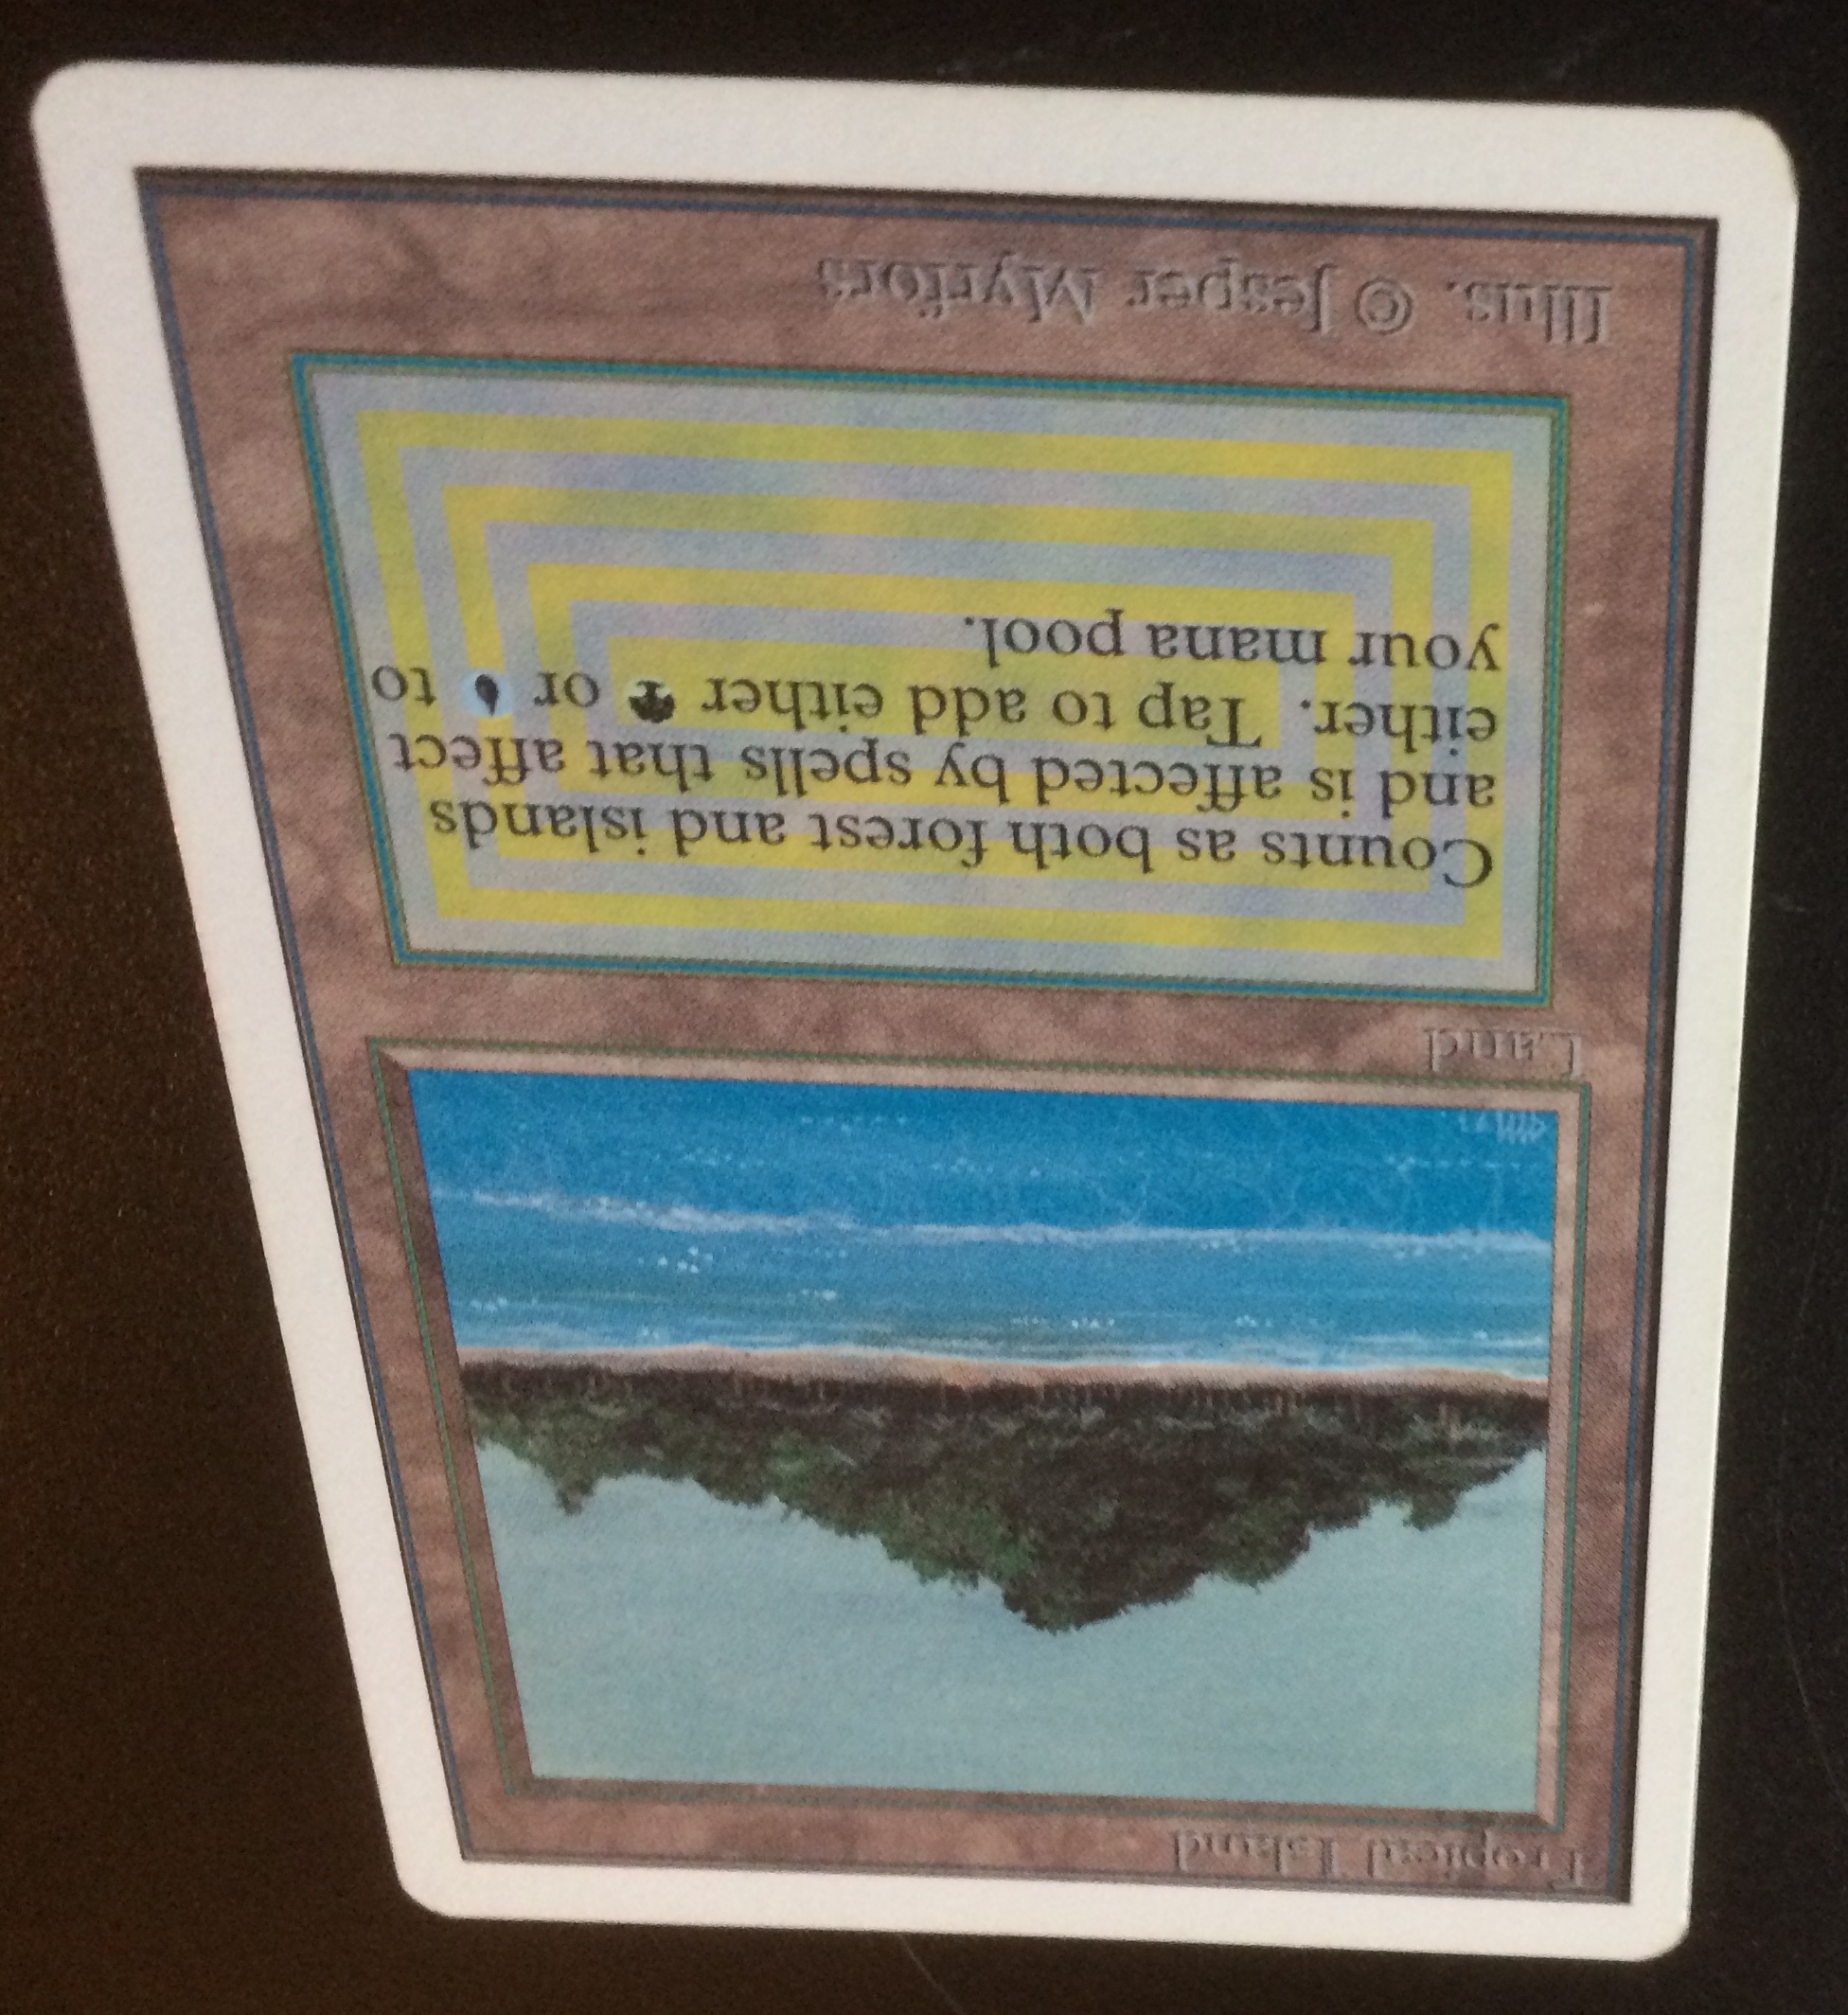 Tropical Island
Land
Counts as both forest and islands
and is affected by spells that affect
either. Tap to add either or to
your mana pool.
Illus. © Jesper Myrfors